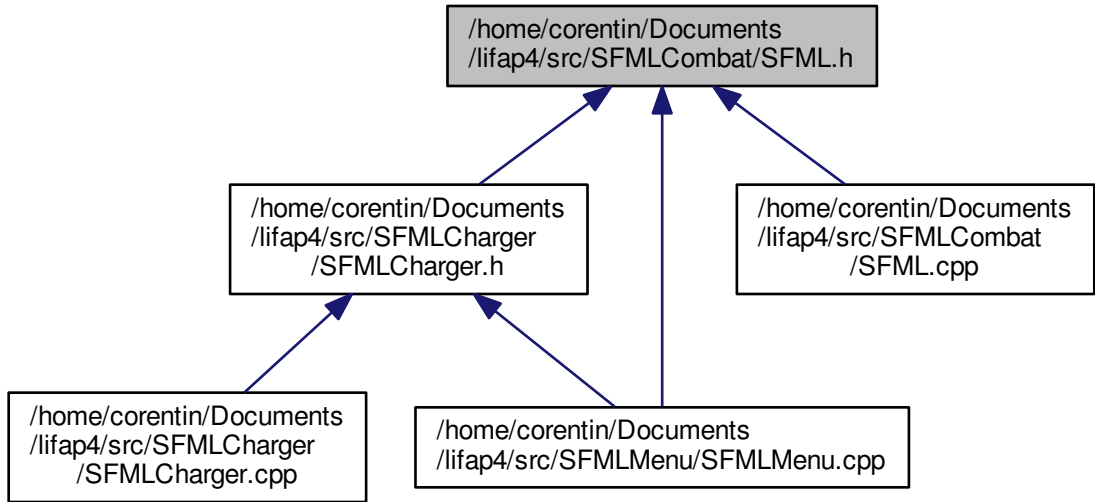 /home/corentin/Documents
/lifap4/src/SFMLCombat/SFML.h
/home/corentin/Documents
/lifap4/src/SFMLCharger
/SFMLCharger.h
/home/corentin/Documents
/lifap4/src/SFMLCombat
/SFML.cpp
/home/corentin/Documents
/lifap4/src/SFMLCharger
/SFMLCharger.cpp
/home/corentin/Documents
/lifap4/src/SFMLMenu/SFMLMenu.cpp